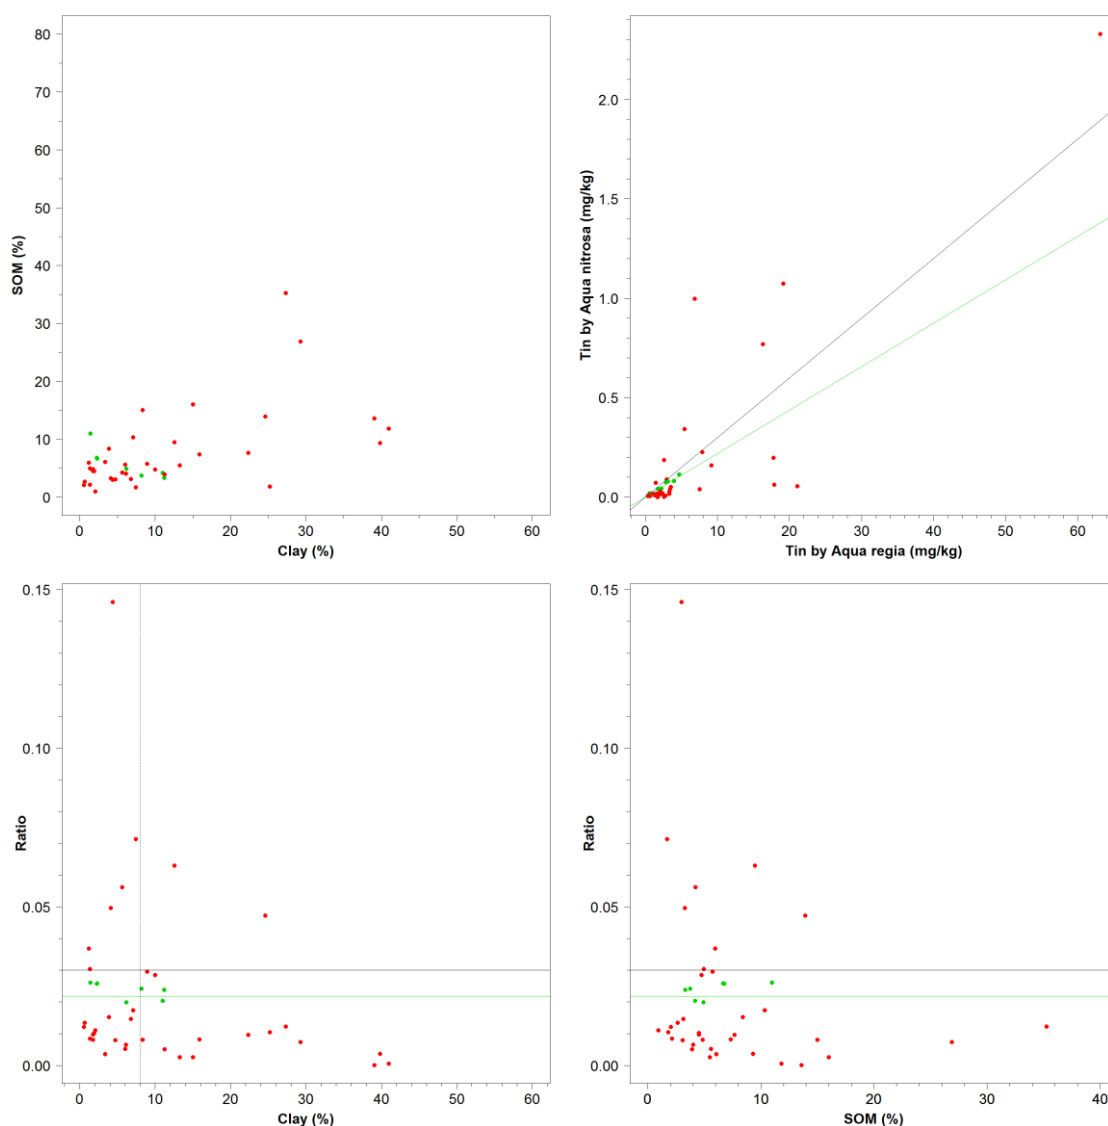 80
70
60
50
40
30
20
10
0
SOM (%)
0 10 20 30 40 50 60
Clay (%)
2.0
1.5
1.0
0.5
0.0
Tin by Aqua nitrosa (mg/kg)
0 10 20 30 40 50 60
Tin by Aqua regia (mg/kg)
0.15
0.10
0.05
0.00
Ratio
0 10 20 30 40 50 60
Clay (%)
0.15
0.10
0.05
0.00
Ratio
0 10 20 30 40
SOM (%)